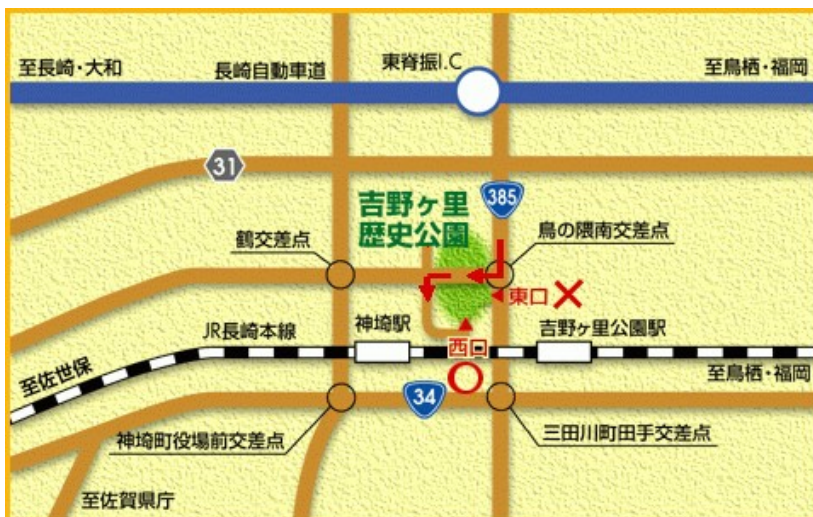 東脊振I.C
至長崎・大和
長崎自動車道
至鳥栖・福岡
31
385
吉野ヶ里
歴史公園
鶴交差点
鳥の隈南交差点
東口
JR長崎本線
神埼駅
吉野ヶ里公園駅
西口
至佐世保
至鳥栖・福岡
34
神埼町役場前交差点
三田川町田手交差点
至佐賀県庁